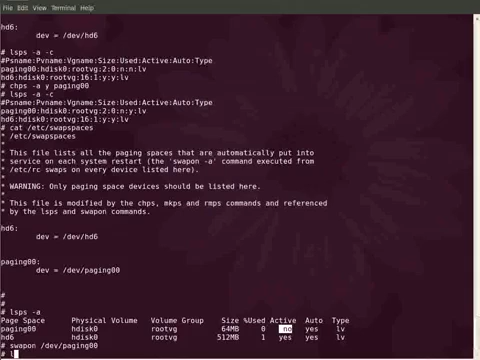 File Edit View Terminal Help
hd6:
dev = /dev/hd6
# lsps -a -c
#Psname:Pvname:Vgname:Size:Used:Active:Auto:Type
paging00:hdisk0:rootvg:2:0:n:n:lv
hd6:hdisk0:rootvg:16:1:y:y:lv
# chps -a y paging00
# lsps -a -c
#Psname:Pvname:Vgname:Size:Used:Active:Auto:Type
paging00:hdisk0:rootvg:2:0:n:y:lv
hd6:hdisk0:rootvg:16:1:y:y:lv
# cat /etc/swapspaces
* /etc/swapspaces
*
* This file lists all the paging spaces that are automatically put into
* service on each system restart (the 'swapon -a' command executed from
* /etc/rc swaps on every device listed here).
*
* WARNING: Only paging space devices should be listed here.
*
* This file is modified by the chps, mkps and rmps commands and referenced
* by the lsps and swapon commands.
hd6:
dev = /dev/hd6
paging00:
dev = /dev/paging00
#
#
# lsps -a
Page Space Physical Volume Volume Group Size %Used Active Auto Type
paging00 hdisk0 rootvg 64MB 0 no yes lv
hd6 hdisk0 rootvg 512MB 1 yes yes lv
# swapon /dev/paging00
# l